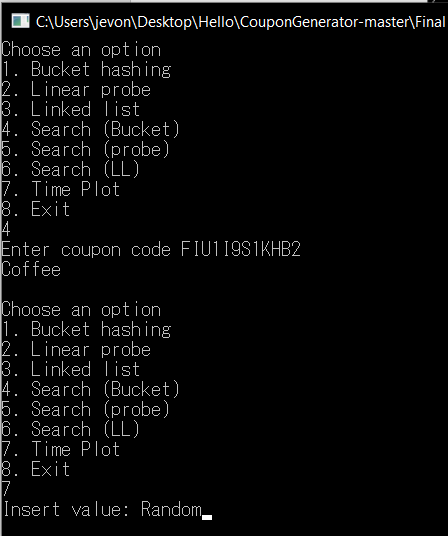 C:\Users\jevon\Desktop\Hello\CouponGenerator-master\Final
Choose an option
1. Bucket hashing
2. Linear probe
3. Linked list
4. Search (Bucket)
5. Search (probe)
6. Search (LL)
7. Time Plot
8. Exit
4
Enter coupon code FIU1I9S1KHB2
Coffee
Choose an option
1. Bucket hashing
2. Linear probe
3. Linked list
4. Search (Bucket)
5. Search (probe)
6. Search (LL)
7. Time Plot
8. Exit
7
Insert value: Random